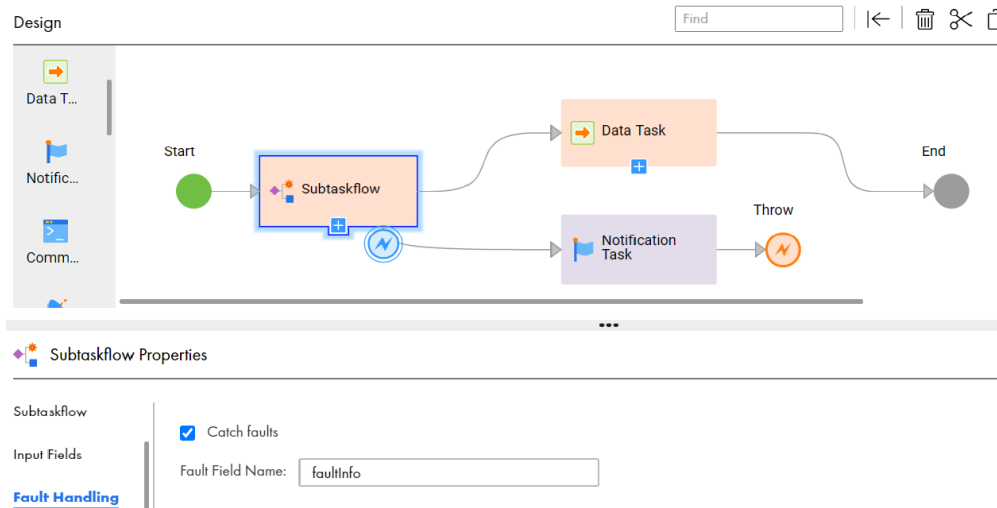 Design
Find
Data T...
Notific...
Comm...
Start
Subtaskflow
Data Task
Notification
Task
Throw
End
Subtaskflow Properties
Subtaskflow
Input Fields
Fault Handling
Catch faults
Fault Field Name:
faultInfo